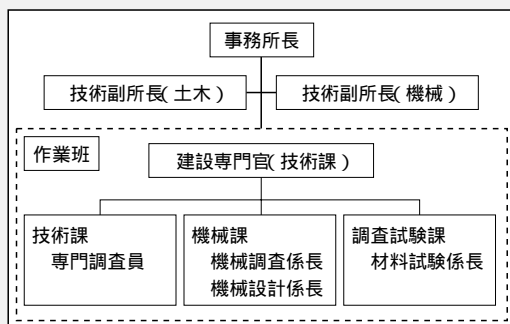 事務所長
技術副所長(土木)
技術副所長(機械)
作業班
建設専門官(技術課)
技術課
専門調査員
機械課
機械調査係長
機械設計係長
調査試験課
材料試験係長